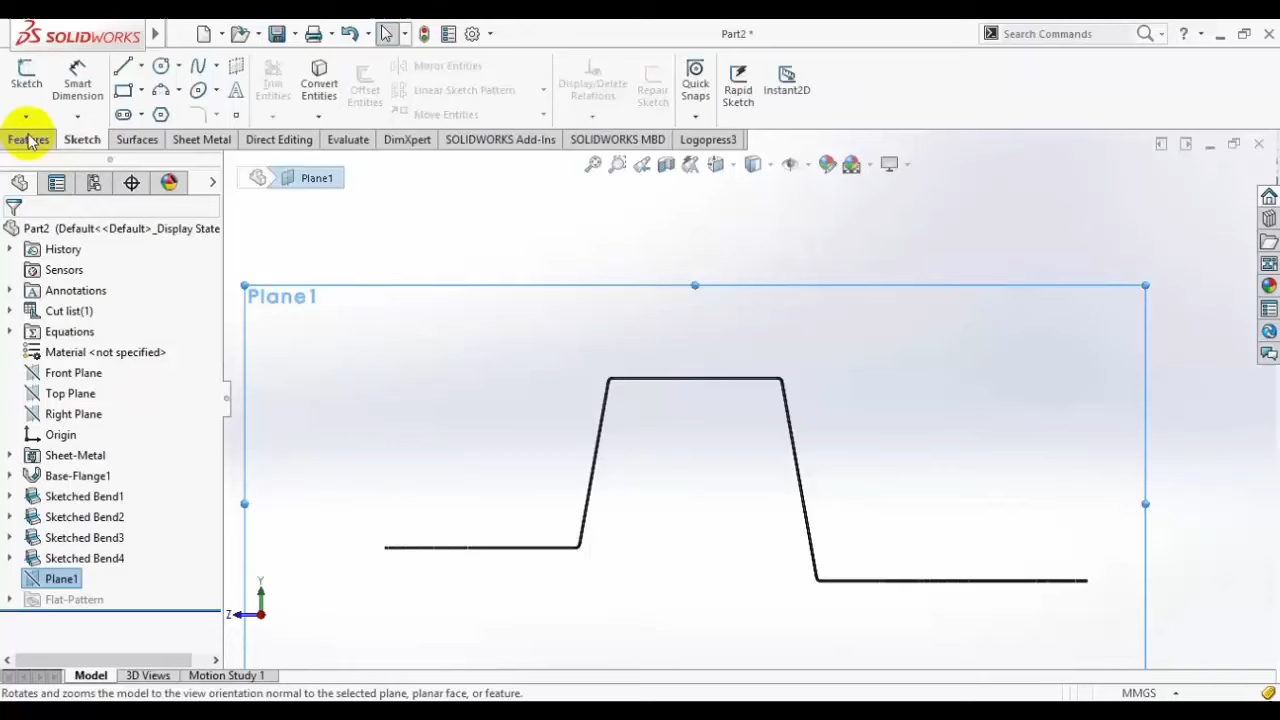 SOLIDWORKS
Part2 *
Search Commands
?
Sketch
Smart
Dimension
Trim
Entities
Convert
Entities
Offset
Entities
Mirror Entities
Linear Sketch Pattern
Move Entities
Display/Delete
Relations
Repair
Sketch
Quick
Snaps
Rapid
Sketch
Instant2D
Features
Sketch
Surfaces
Sheet Metal
Direct Editing
Evaluate
DimXpert
SOLIDWORKS Add-Ins
SOLIDWORKS MBD
Logopress3
Plane1
Part2 (Default<<Default>_Display State
History
Sensors
Annotations
Cut list(1)
Equations
Material <not specified>
Front Plane
Top Plane
Right Plane
Origin
Sheet-Metal
Base-Flange1
Sketched Bend1
Sketched Bend2
Sketched Bend3
Sketched Bend4
Plane1
Flat-Pattern
Plane1
Y
Z
Model
3D Views
Motion Study 1
Rotates and zooms the model to the view orientation normal to the selected plane, planar face, or feature.
MMGS